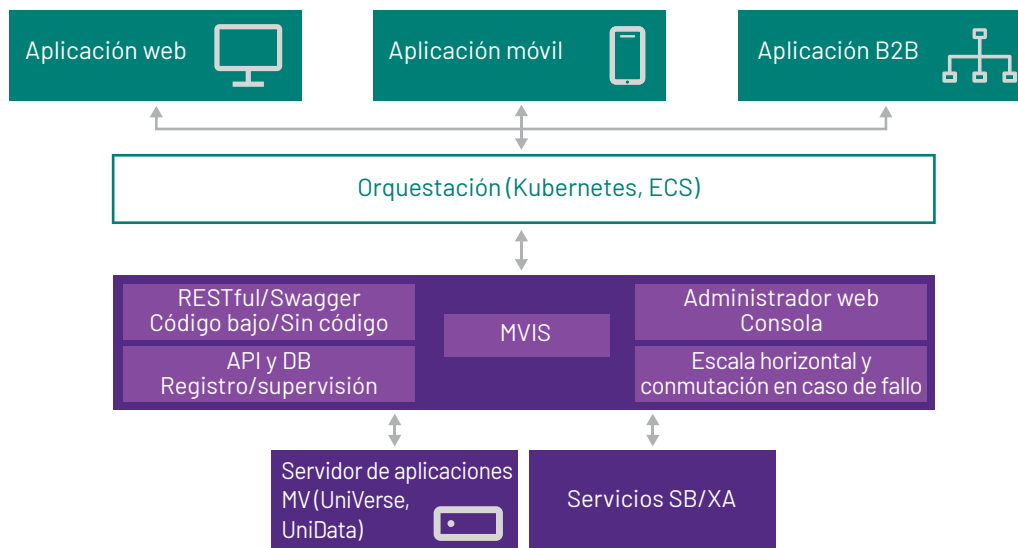 Aplicación web
Aplicación móvil
Aplicación B2B
Orquestación (Kubernetes, ECS)
RESTful/Swagger
Código bajo/Sin código
API y DB
Registro/supervisión
MVIS
Administrador web
Consola
Escala horizontal y
conmutación en caso de fallo
Servidor de aplicaciones
MV (UniVerse,
UniData)
Servicios SB/XA